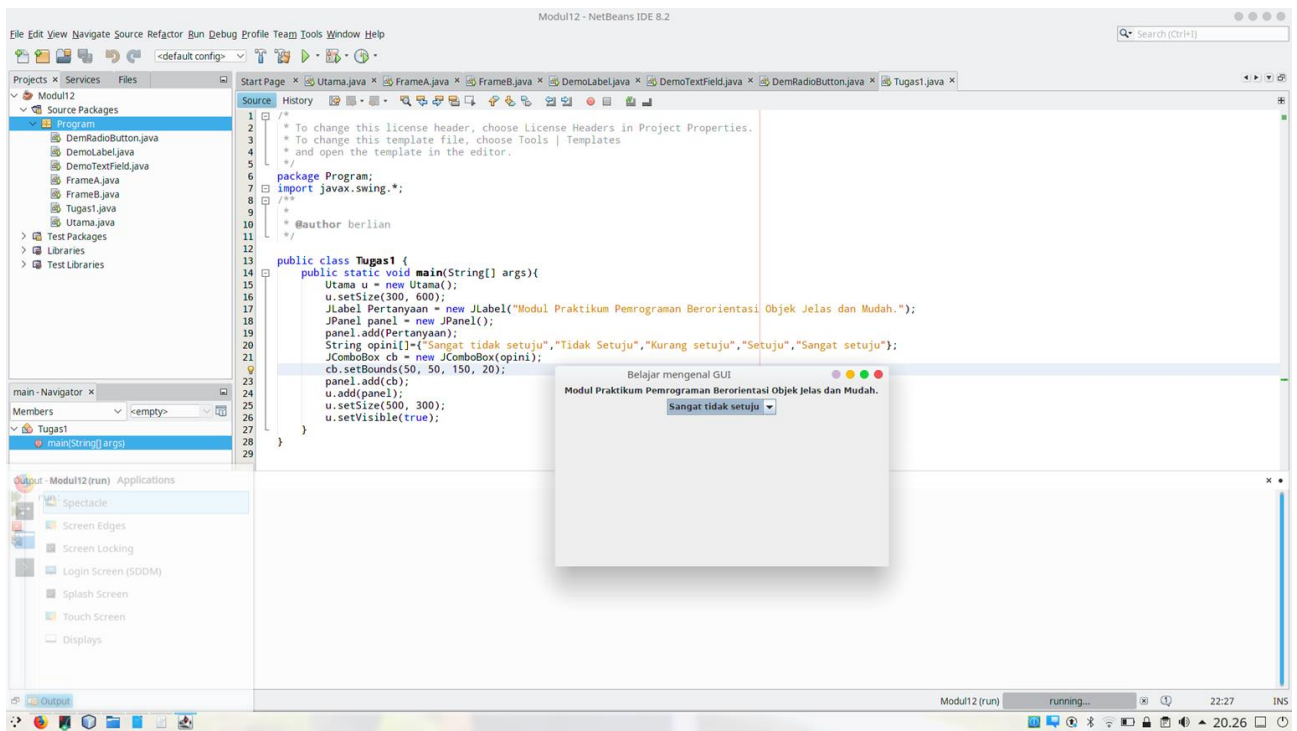 Modul12 - NetBeans IDE 8.2
File Edit View Navigate Source Refactor Run Debug Profile Team Tools Window Help
Search (Ctrl+I)
<default config>
Projects × Services Files
Start Page × Utama.java × FrameA.java × FrameB.java × DemoLabel.java × DemoTextField.java × DemRadioButton.java × Tugas1.java ×
Modul12
Source Packages
Program
DemRadioButton.java
DemoLabel.java
DemoTextField.java
FrameA.java
FrameB.java
Tugas1.java
Utama.java
Test Packages
Libraries
Test Libraries
Source History
1 /*
2 * To change this license header, choose License Headers in Project Properties.
3 * To change this template file, choose Tools | Templates
4 * and open the template in the editor.
5 */
6 package Program;
7 import javax.swing.*;
8 /**
9 *
10 * @author berlian
11 */
12
13 public class Tugas1 {
14 public static void main(String[] args){
15 Utama u = new Utama();
16 u.setSize(300, 600);
17 JLabel Pertanyaan = new JLabel("Modul Praktikum Pemrograman Berorientasi Objek Jelas dan Mudah.");
18 JPanel panel = new JPanel();
19 panel.add(Pertanyaan);
20 String opini[]={"Sangat tidak setuju","Tidak Setuju","Kurang setuju","Setuju","Sangat setuju"};
21 JComboBox cb = new JComboBox(opini);
cb.setBounds(50, 50, 150, 20);
23 panel.add(cb);
24 u.add(panel);
25 u.setSize(500, 300);
26 u.setVisible(true);
27 }
28 }
29
Belajar mengenal GUI
Modul Praktikum Pemrograman Berorientasi Objek Jelas dan Mudah.
Sangat tidak setuju
main - Navigator ×
Members <empty>
Tugas1
main(String[] args)
Output - Modul12 (run) Applications
run:
Spectacle
Screen Edges
Screen Locking
Login Screen (SDDM)
Splash Screen
Touch Screen
Displays
Output
Modul12 (run) running... 22:27 INS
20.26